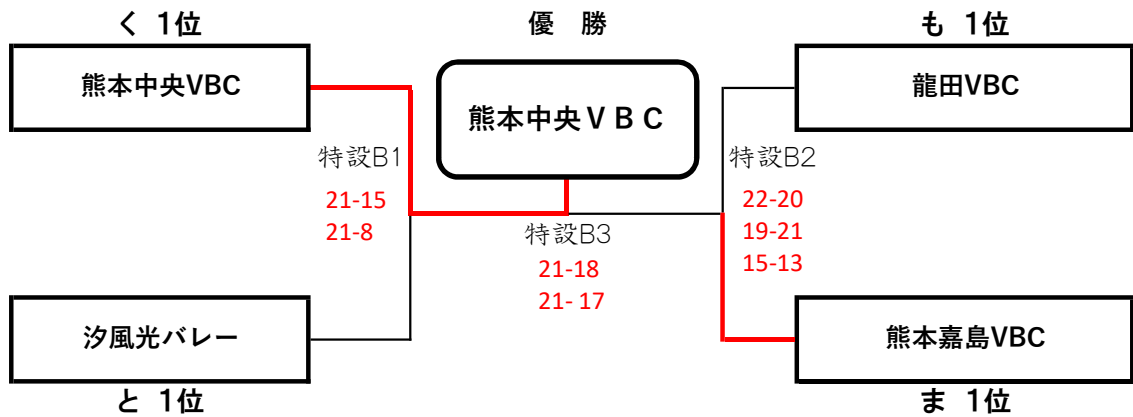 く 1位
優 勝
も 1位
熊本中央VBC
熊本中央ＶＢＣ
龍田VBC
特設B1
21-15
21-8
特設B2
22-20
19-21
15-13
特設B3
21-18
21- 17
汐風光バレー
熊本嘉島VBC
と 1位
ま 1位